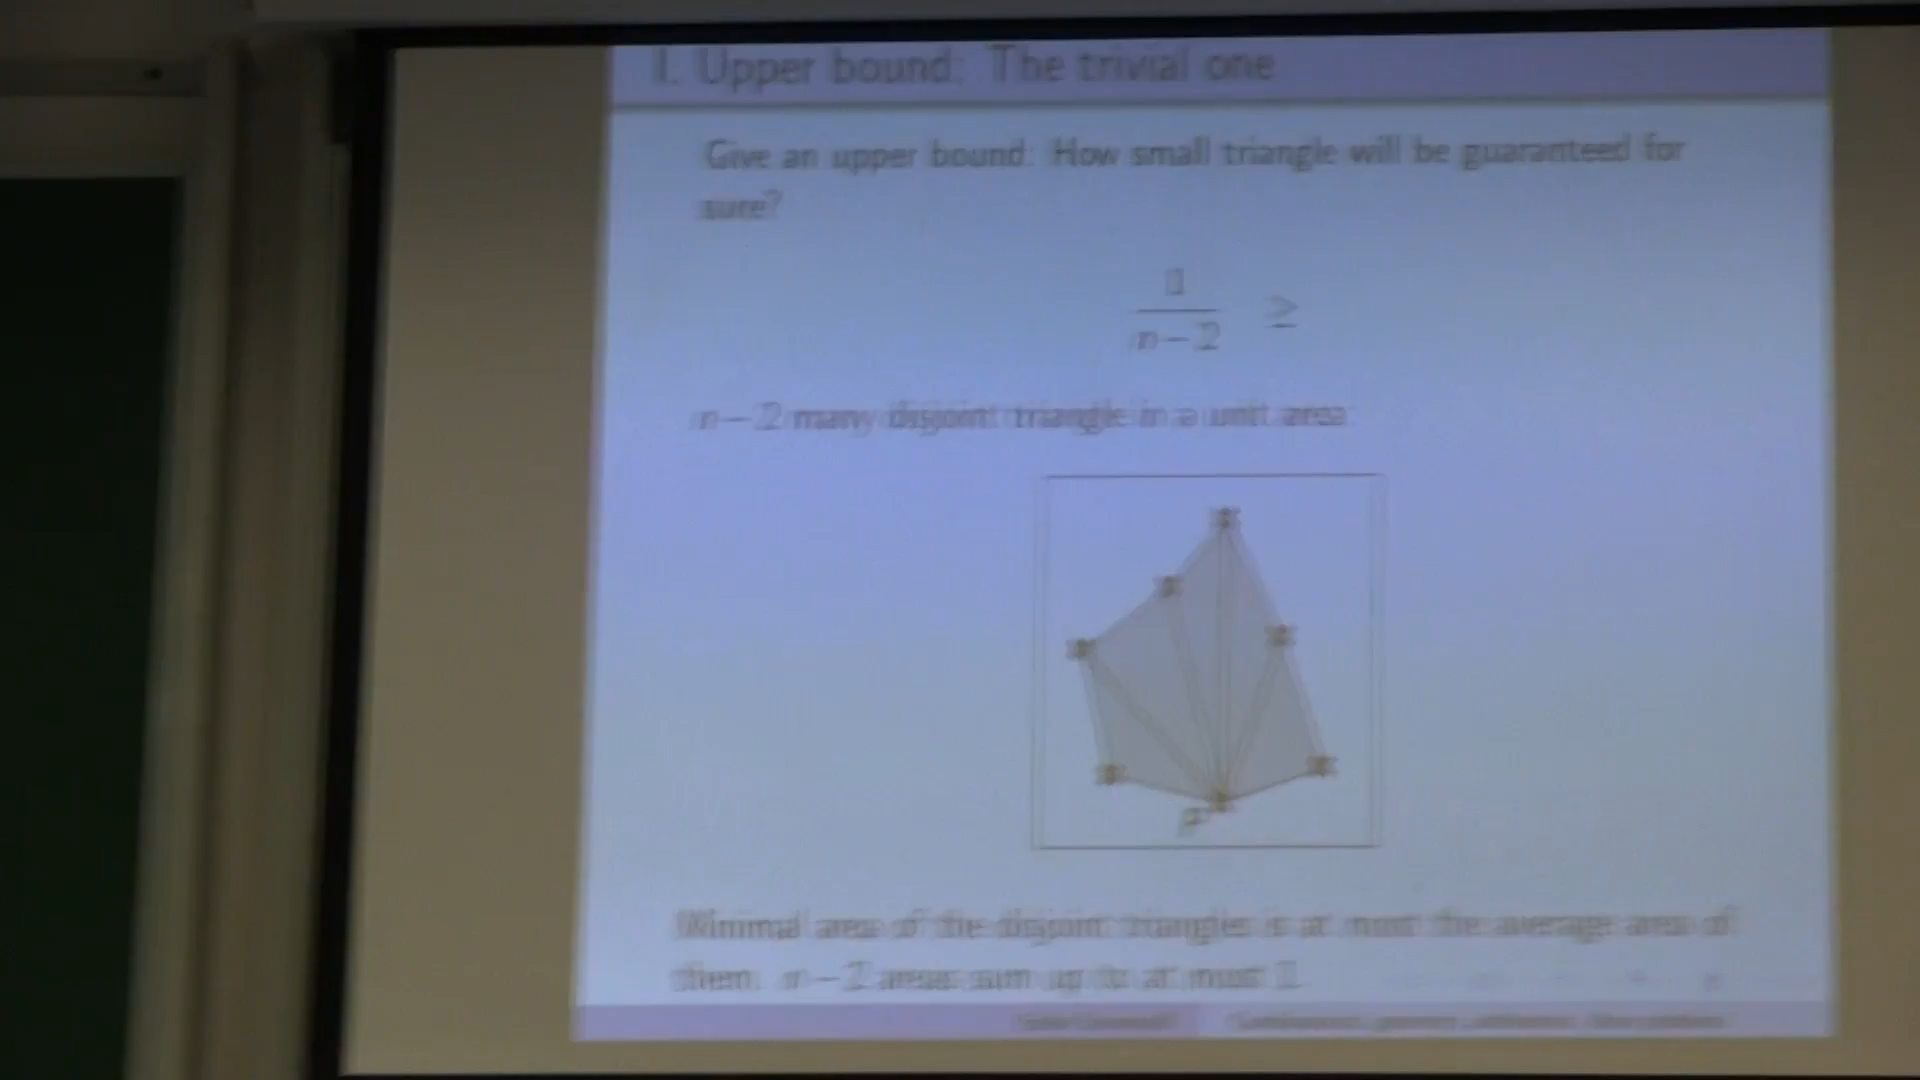 I. Upper bound: The trivial one
Give an upper bound: How small triangle will be guaranteed for
sure?
1
n − 2
≥
n − 2 many disjoint triangle in a unit area
P
Minimal area of the disjoint triangles is at most the average area of
them. n − 2 areas sum up to at most 1